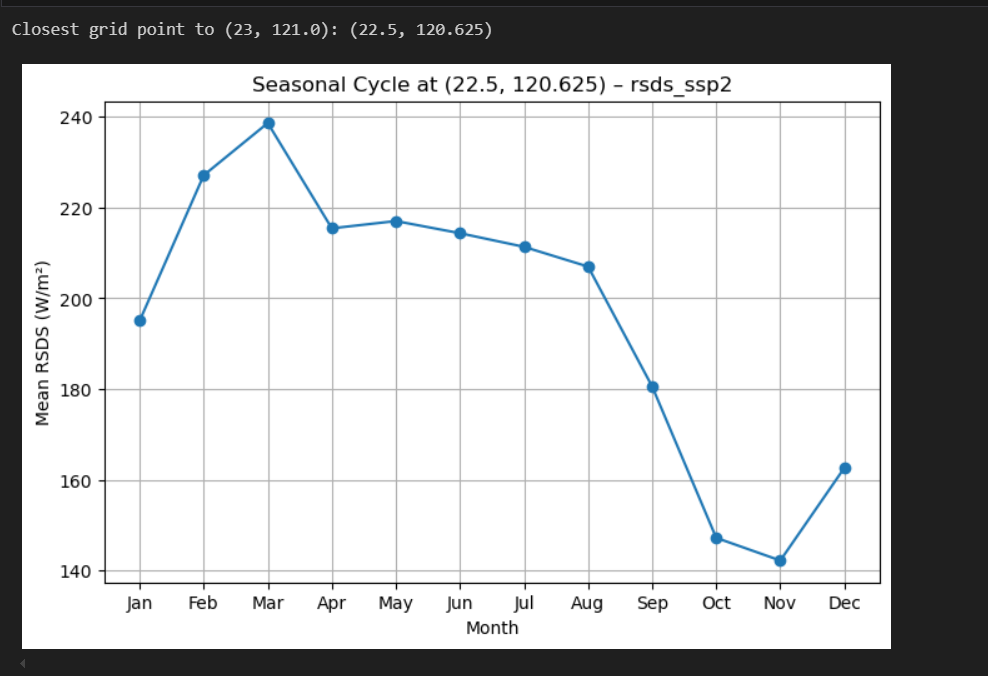 Closest grid point to (23, 121.0): (22.5, 120.625)
Seasonal Cycle at (22.5, 120.625) – rsds_ssp2
Mean RSDS (W/m²)
240
220
200
180
160
140
Jan Feb Mar Apr May Jun Jul Aug Sep Oct Nov Dec
Month